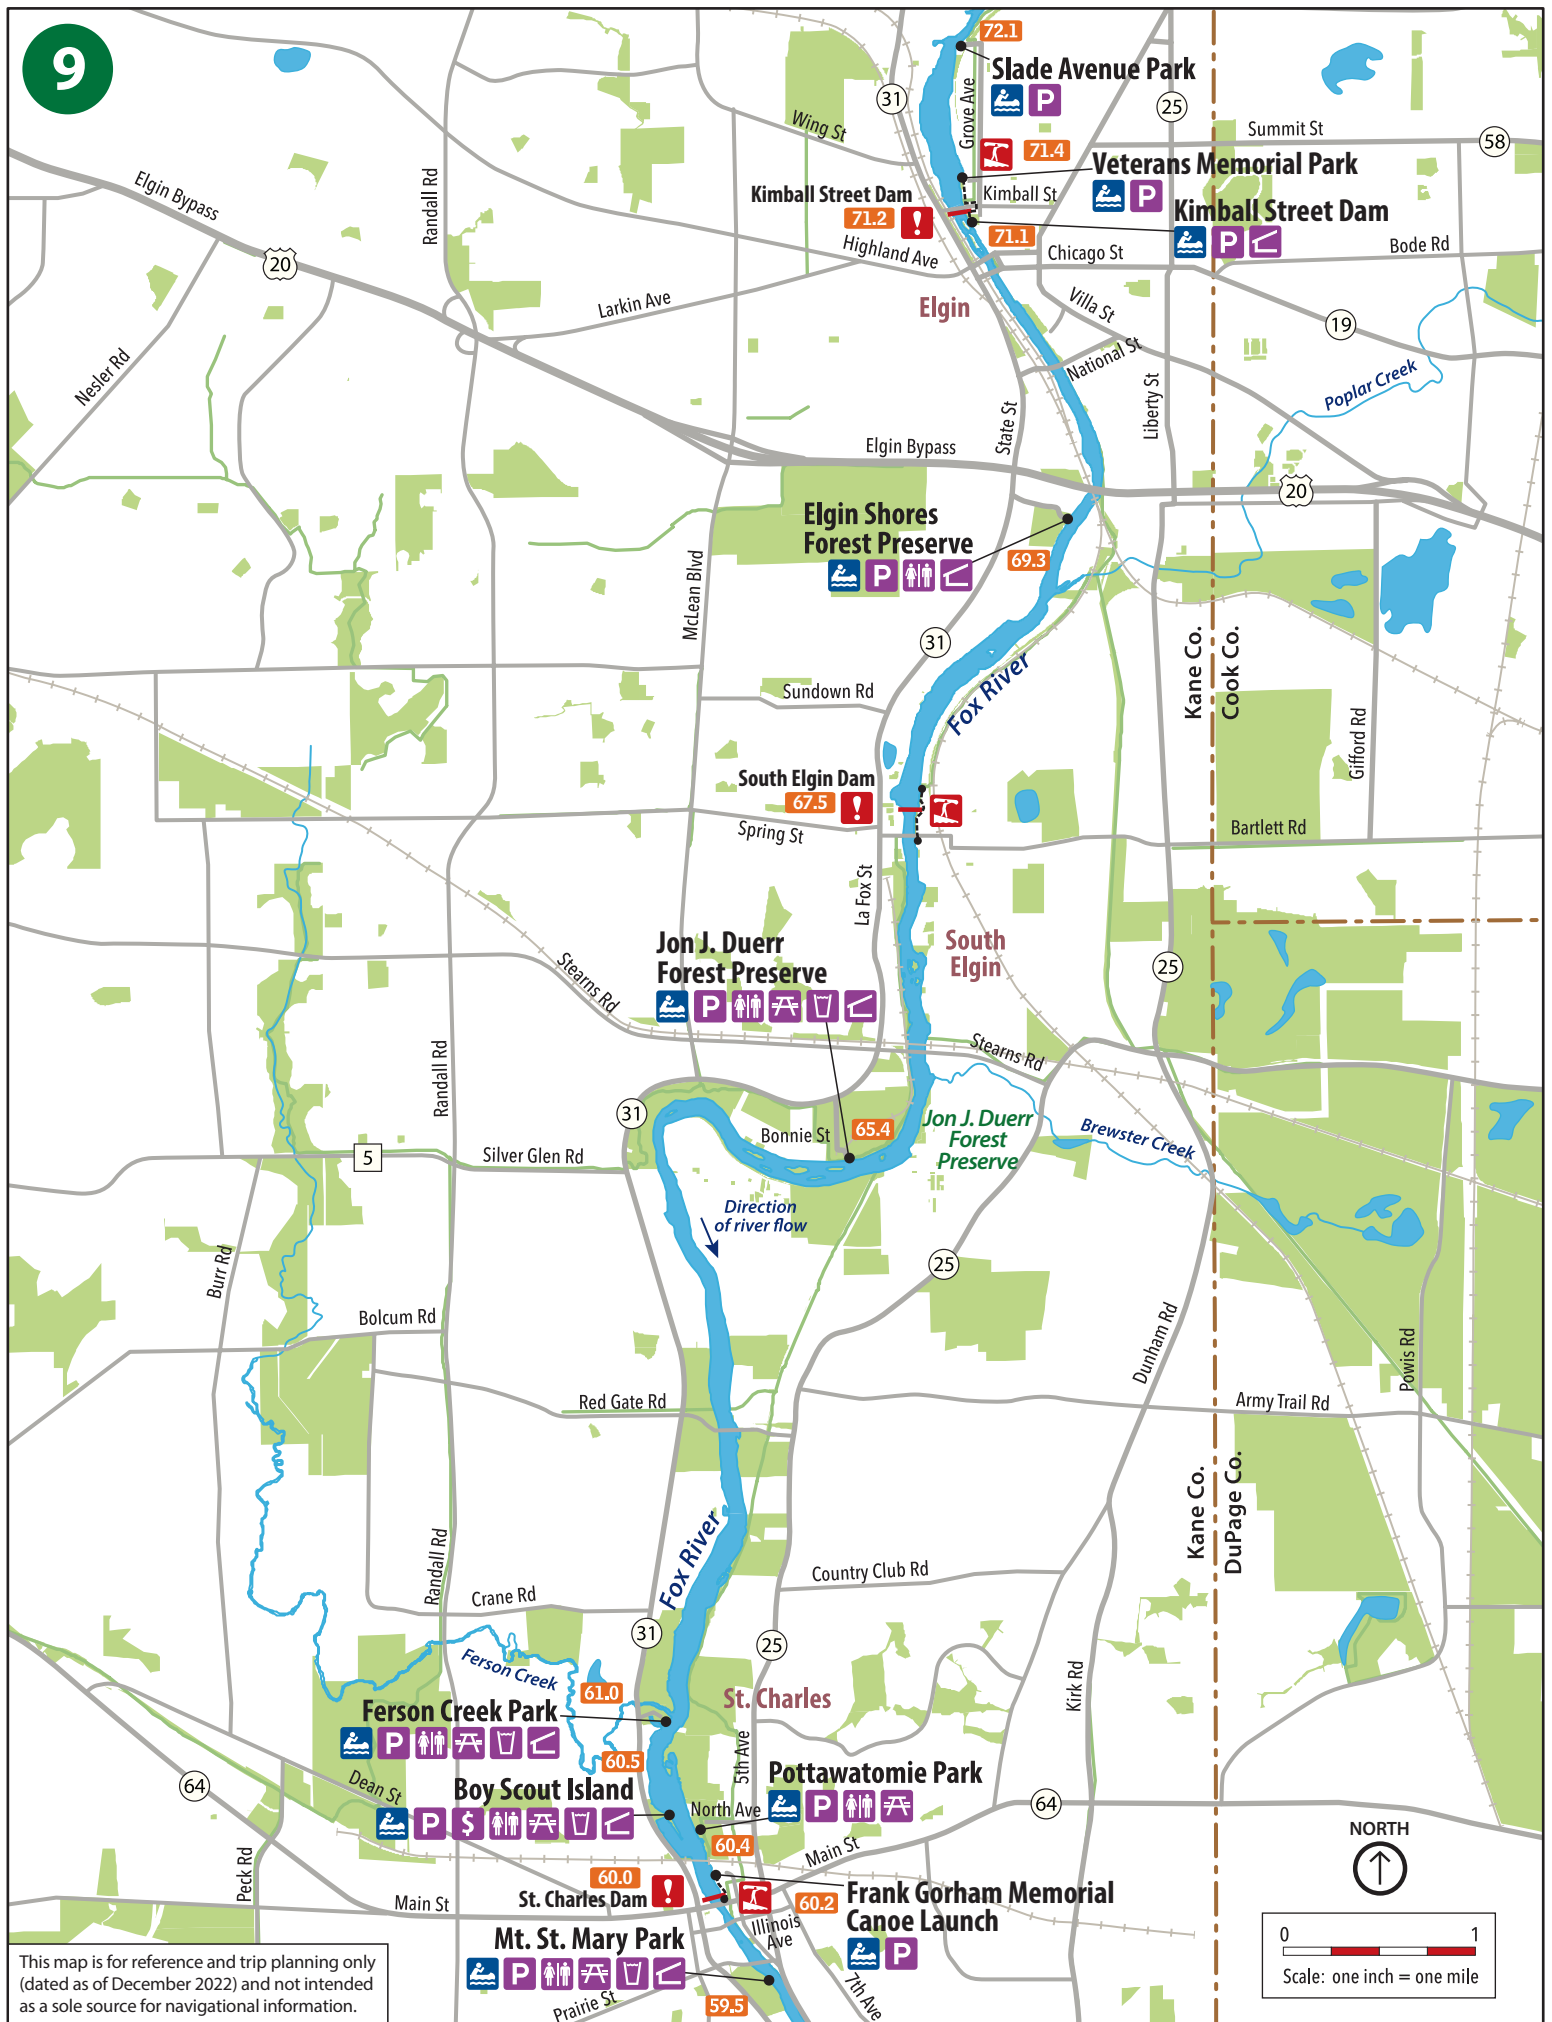 9
72.1
Slade Avenue Park
P
31
Grove Ave
25
Wing St
Summit St
58
71.4
Veterans Memorial Park
P
Kimball Street Dam
71.2
!
Kimball St
Kimball Street Dam
P
71.1
Elgin Bypass
Randall Rd
20
Highland Ave
Chicago St
Bode Rd
Larkin Ave
Elgin
Villa St
19
Nesler Rd
National St
Poplar Creek
State St
Liberty St
Elgin Bypass
20
Elgin Shores
Forest Preserve
P
69.3
McLean Blvd
31
Kane Co.
Cook Co.
Sundown Rd
Fox River
Gifford Rd
South Elgin Dam
67.5
!
Spring St
Bartlett Rd
La Fox St
Jon J. Duerr
Forest Preserve
P
South
Elgin
25
Stearns Rd
Stearns Rd
Randall Rd
31
Bonnie St
65.4
Jon J. Duerr
Forest
Preserve
Brewster Creek
5
Silver Glen Rd
Direction
of river flow
Burr Rd
25
Bolcum Rd
Dunham Rd
Powis Rd
Red Gate Rd
Army Trail Rd
Kane Co.
DuPage Co.
Fox River
Randall Rd
Country Club Rd
Crane Rd
31
25
Ferson Creek
61.0
Kirk Rd
St. Charles
Ferson Creek Park
P
5th Ave
60.5
Pottawatomie Park
P
64
Dean St
Boy Scout Island
P $
North Ave
64
60.4
Main St
NORTH
Peck Rd
60.0
St. Charles Dam
!
60.2
Frank Gorham Memorial
Canoe Launch
P
Main St
Illinois
Ave
Mt. St. Mary Park
P
7th Ave
Prairie St
59.5
0 1
Scale: one inch = one mile
This map is for reference and trip planning only
(dated as of December 2022) and not intended
as a sole source for navigational information.